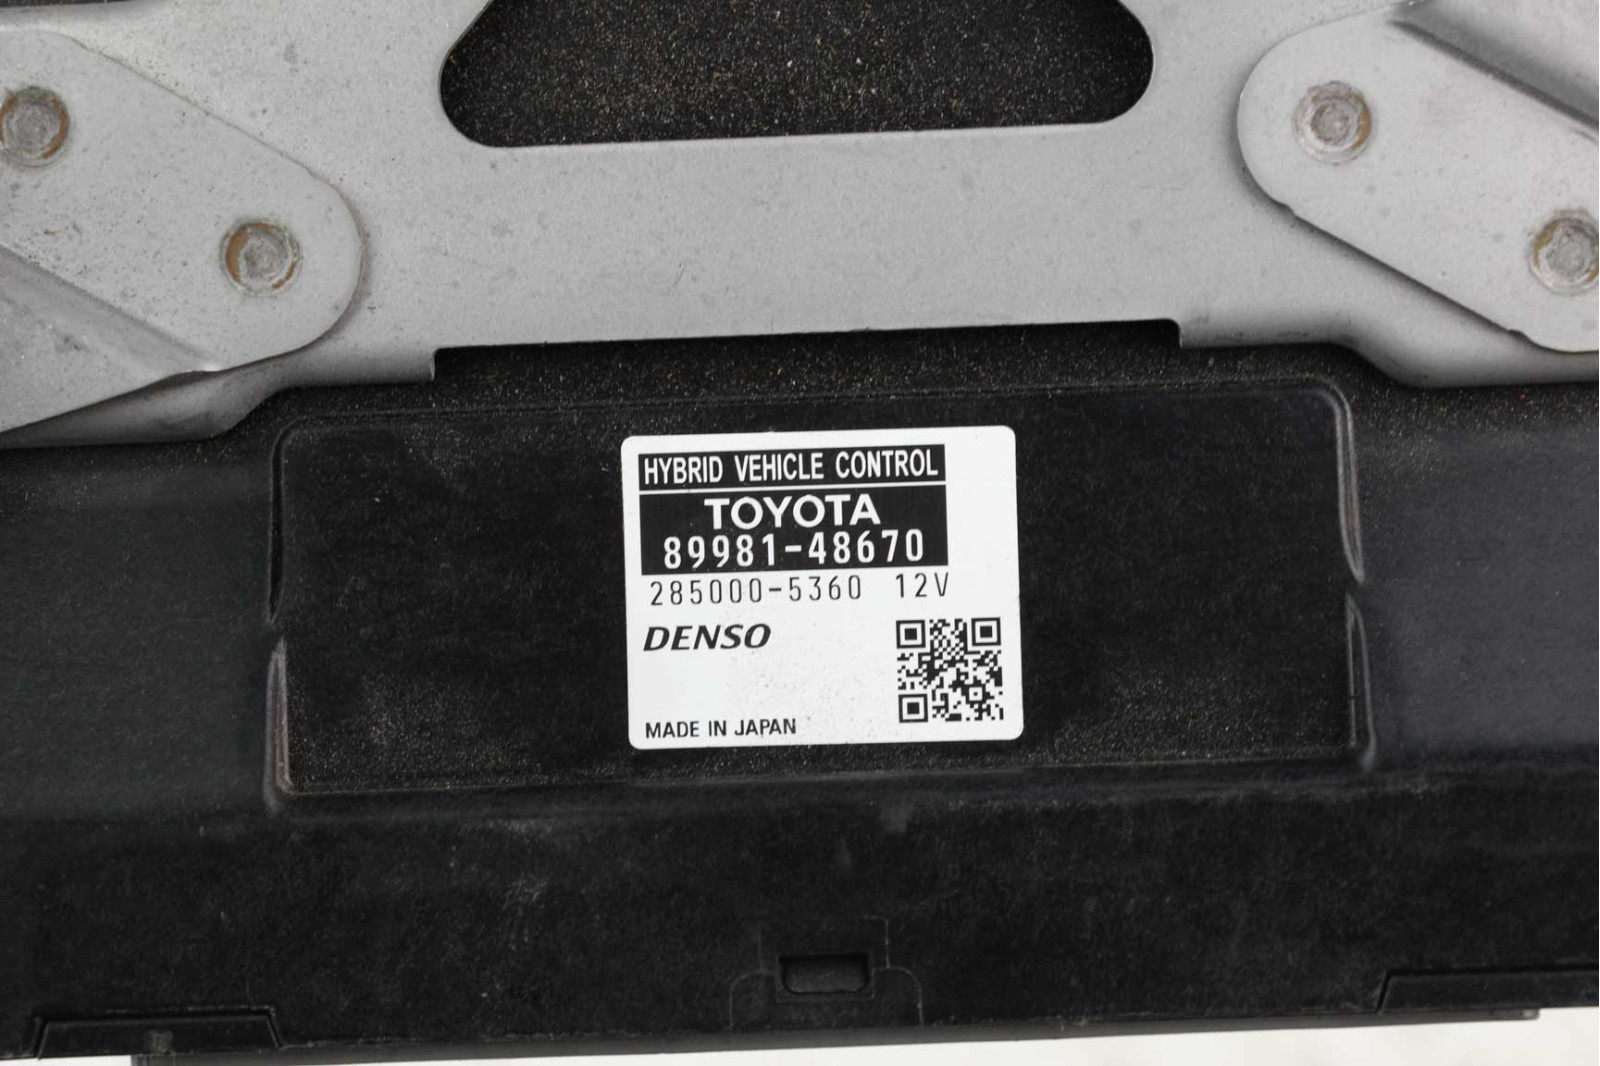 HYBRID VEHICLE CONTROL
TOYOTA
89981-48670
285000-5360 12V
DENSO
MADE IN JAPAN